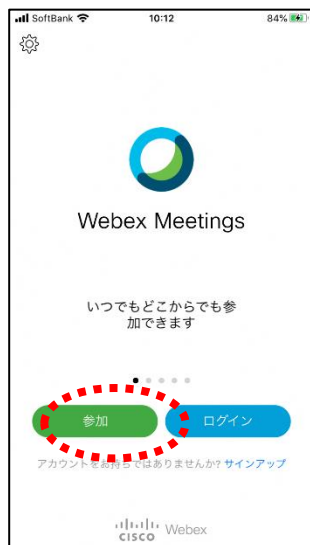 SoftBank 10:12 84%
Webex Meetings
いつでもどこからでも参
加できます
参加 ログイン
アカウントをお持ちではありませんか? サインアップ
CISCO Webex